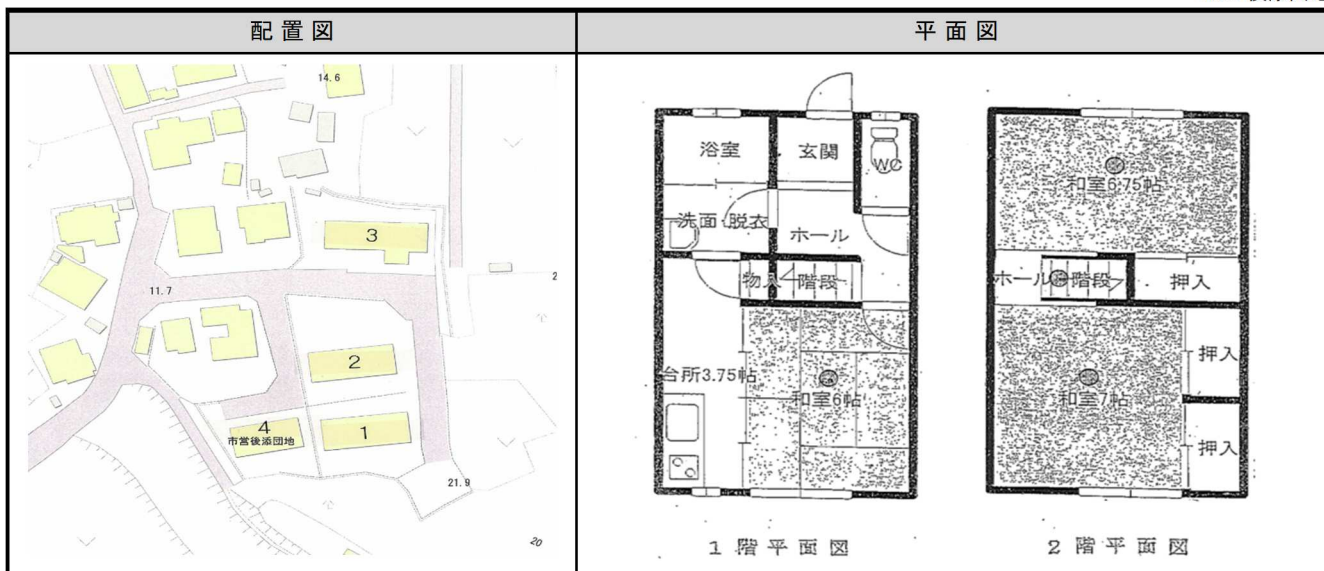 配置図
平面図
14.6
3
11.7
2
1
4
市営後添団地
21.9
20
2
浴室
玄関
WC
洗面・脱衣
ホール
物入
階段
台所3.75帖
和室6帖
1階平面図
和室6.75帖
ホール
階段
押入
押入
和室7帖
押入
2階平面図